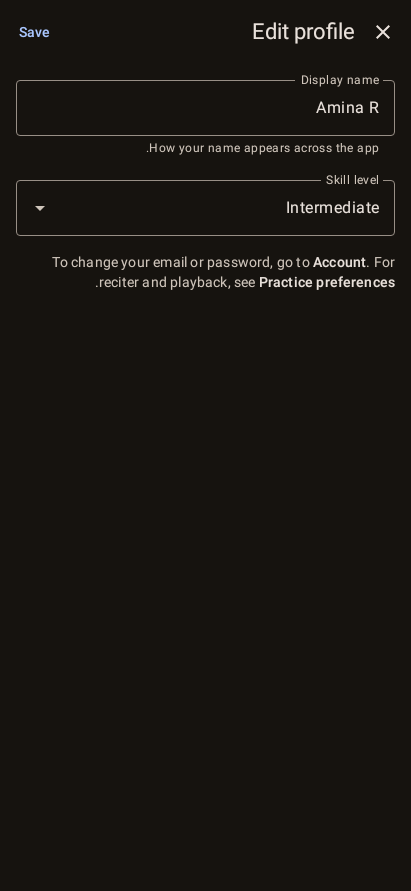 Edit profile
Save
Display name
Amina R
How your name appears across the app.
Skill level
Intermediate
To change your email or password, go to Account. For
reciter and playback, see Practice preferences.